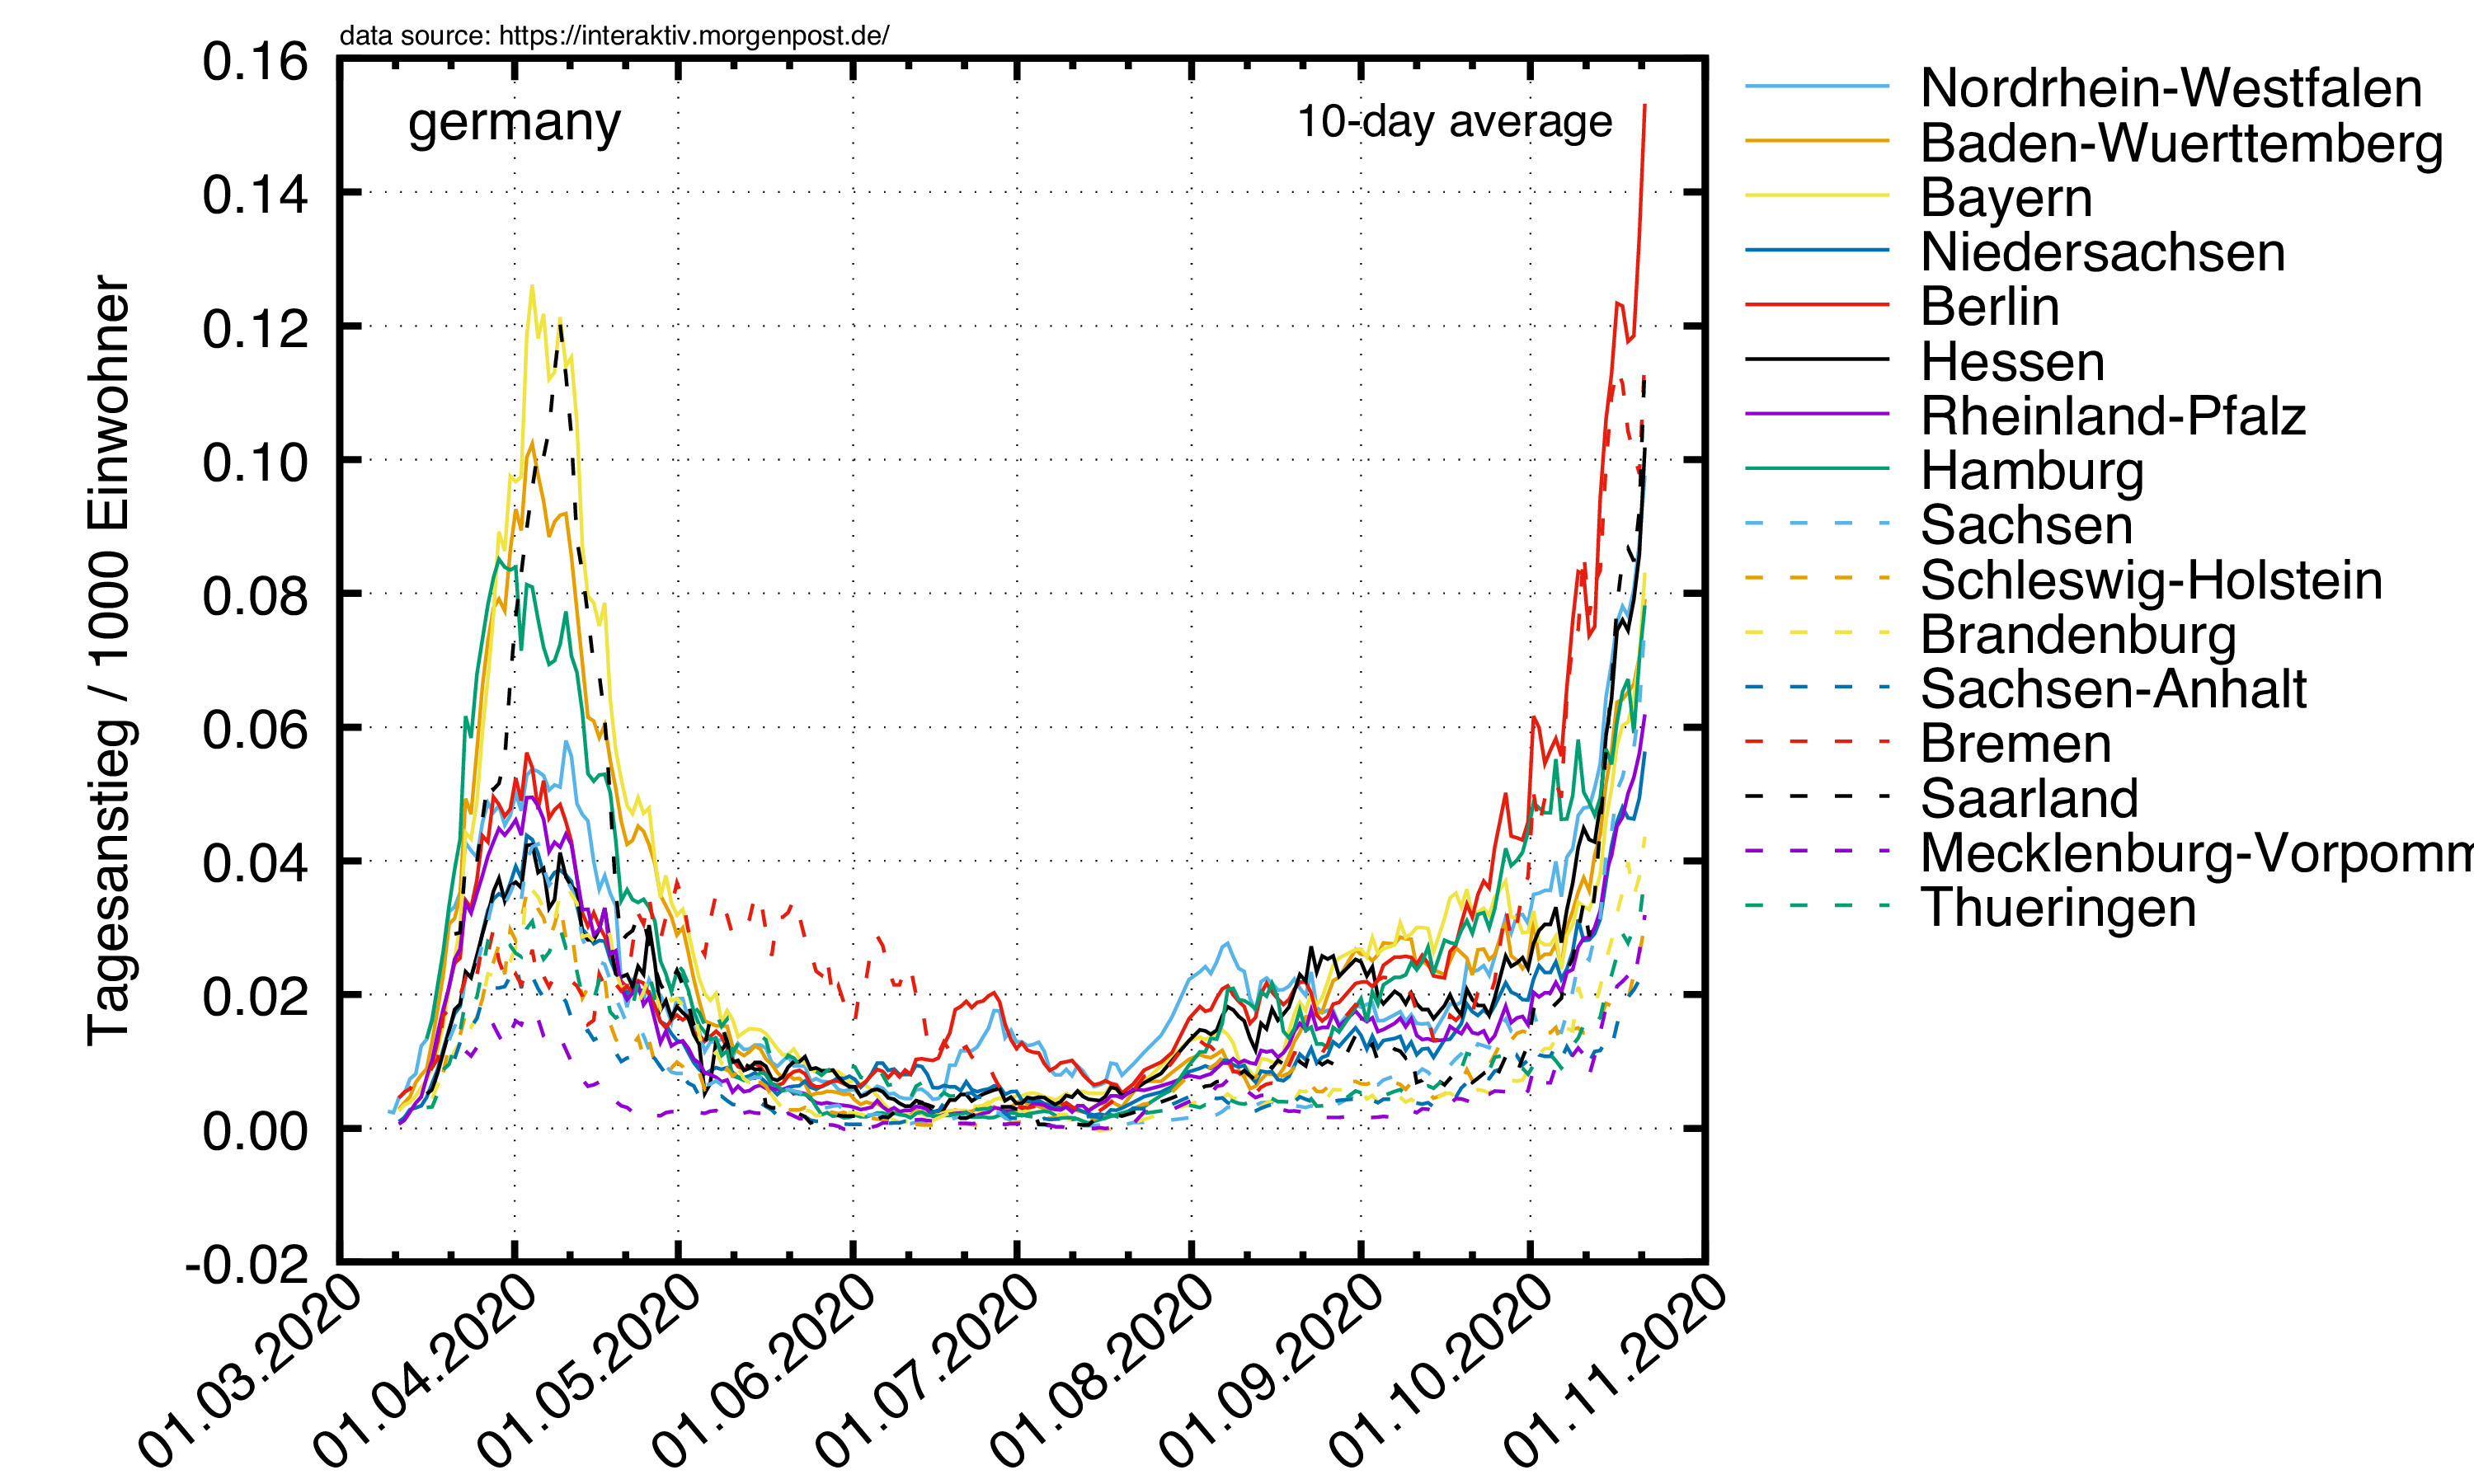 data source: https://interaktiv.morgenpost.de/
germany
10-day average
Tagesanstieg / 1000 Einwohner
0.16
0.14
0.12
0.10
0.08
0.06
0.04
0.02
0.00
-0.02
01.03.2020
01.04.2020
01.05.2020
01.06.2020
01.07.2020
01.08.2020
01.09.2020
01.10.2020
01.11.2020
Nordrhein-Westfalen
Baden-Wuerttemberg
Bayern
Niedersachsen
Berlin
Hessen
Rheinland-Pfalz
Hamburg
Sachsen
Schleswig-Holstein
Brandenburg
Sachsen-Anhalt
Bremen
Saarland
Mecklenburg-Vorpomm
Thueringen